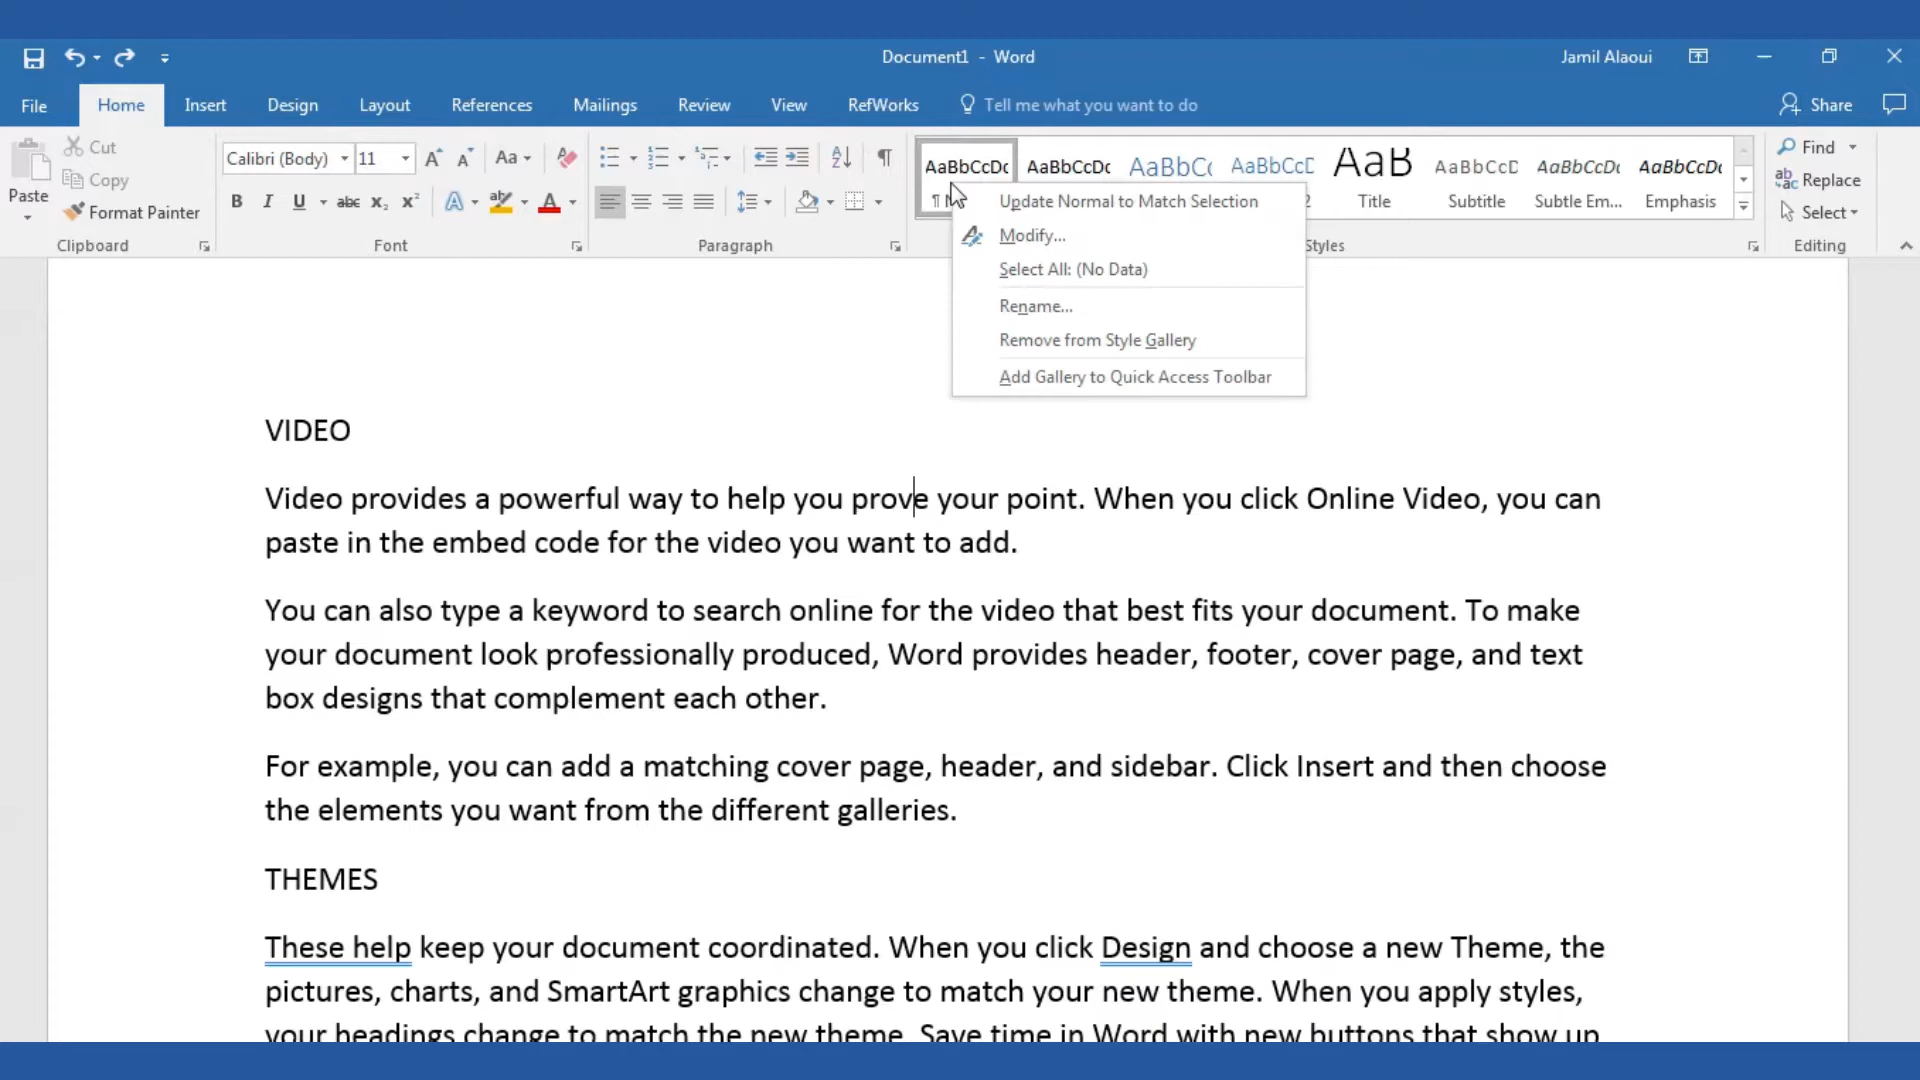 Document1 - Word
Jamil Alaoui
File Home Insert Design Layout References Mailings Review View RefWorks Tell me what you want to do Share
Paste
Cut
Copy
Format Painter
Clipboard
Calibri (Body) 11 Aa
B I U abc X₂ X² A ab A
Font
Paragraph
AaBbCcDc AaBbCcDc AaBbC( AaBbCcD AaB AaBbCcD AaBbCcDc AaBbCcDc
Title Subtitle Subtle Em... Emphasis
Styles
Find
Replace
Select
Editing
Update Normal to Match Selection
Modify...
Select All: (No Data)
Rename...
Remove from Style Gallery
Add Gallery to Quick Access Toolbar
VIDEO
Video provides a powerful way to help you prove your point. When you click Online Video, you can
paste in the embed code for the video you want to add.
You can also type a keyword to search online for the video that best fits your document. To make
your document look professionally produced, Word provides header, footer, cover page, and text
box designs that complement each other.
For example, you can add a matching cover page, header, and sidebar. Click Insert and then choose
the elements you want from the different galleries.
THEMES
These help keep your document coordinated. When you click Design and choose a new Theme, the
pictures, charts, and SmartArt graphics change to match your new theme. When you apply styles,
your headings change to match the new theme. Save time in Word with new buttons that show up